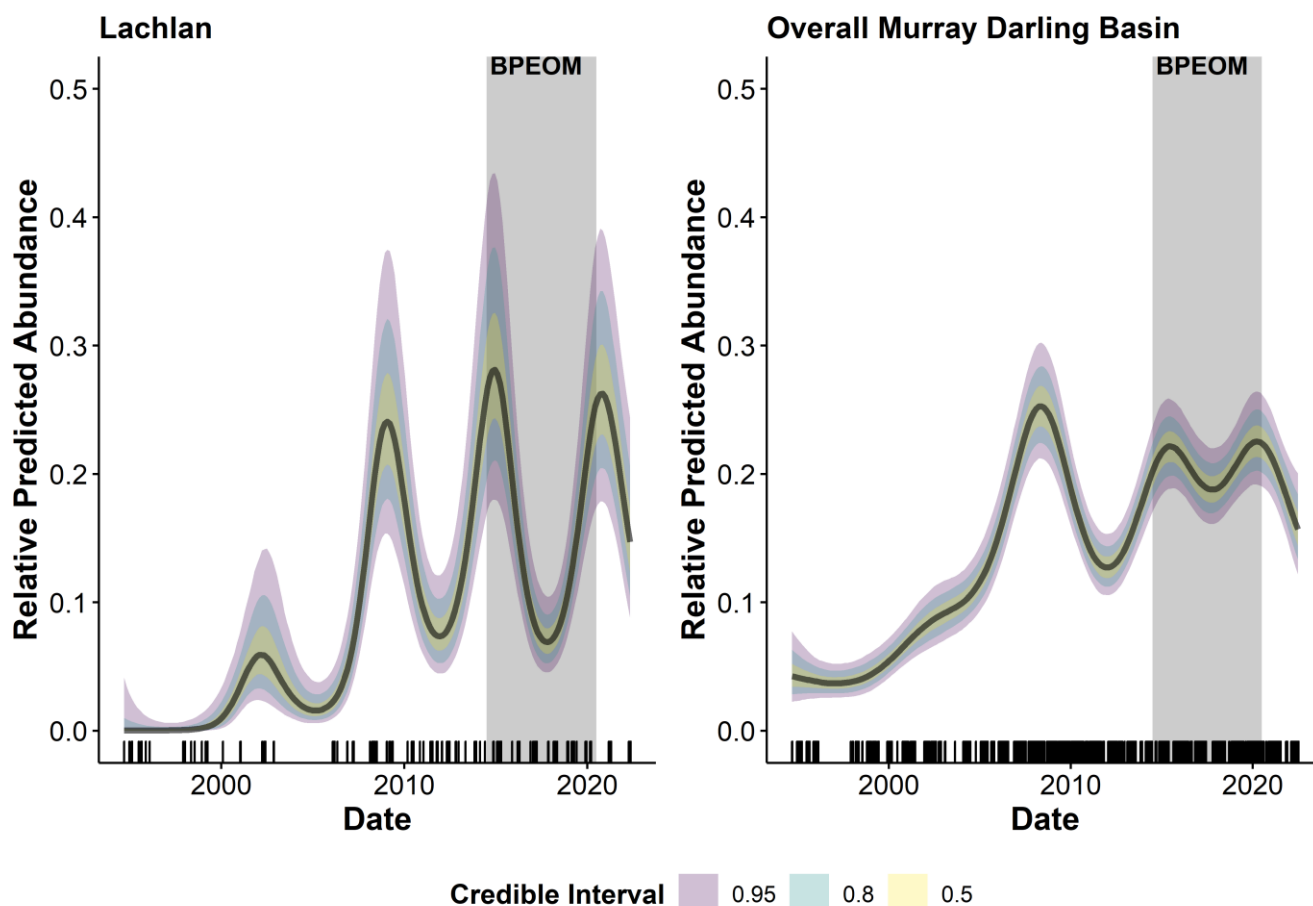 Lachlan
BPEOM
0.5
0.4
0.3
0.2
0.1
0.0
Relative Predicted Abundance
2000
2010
2020
Date
Overall Murray Darling Basin
BPEOM
0.5
0.4
0.3
0.2
0.1
0.0
Relative Predicted Abundance
2000
2010
2020
Date
Credible Interval 0.95 0.8 0.5